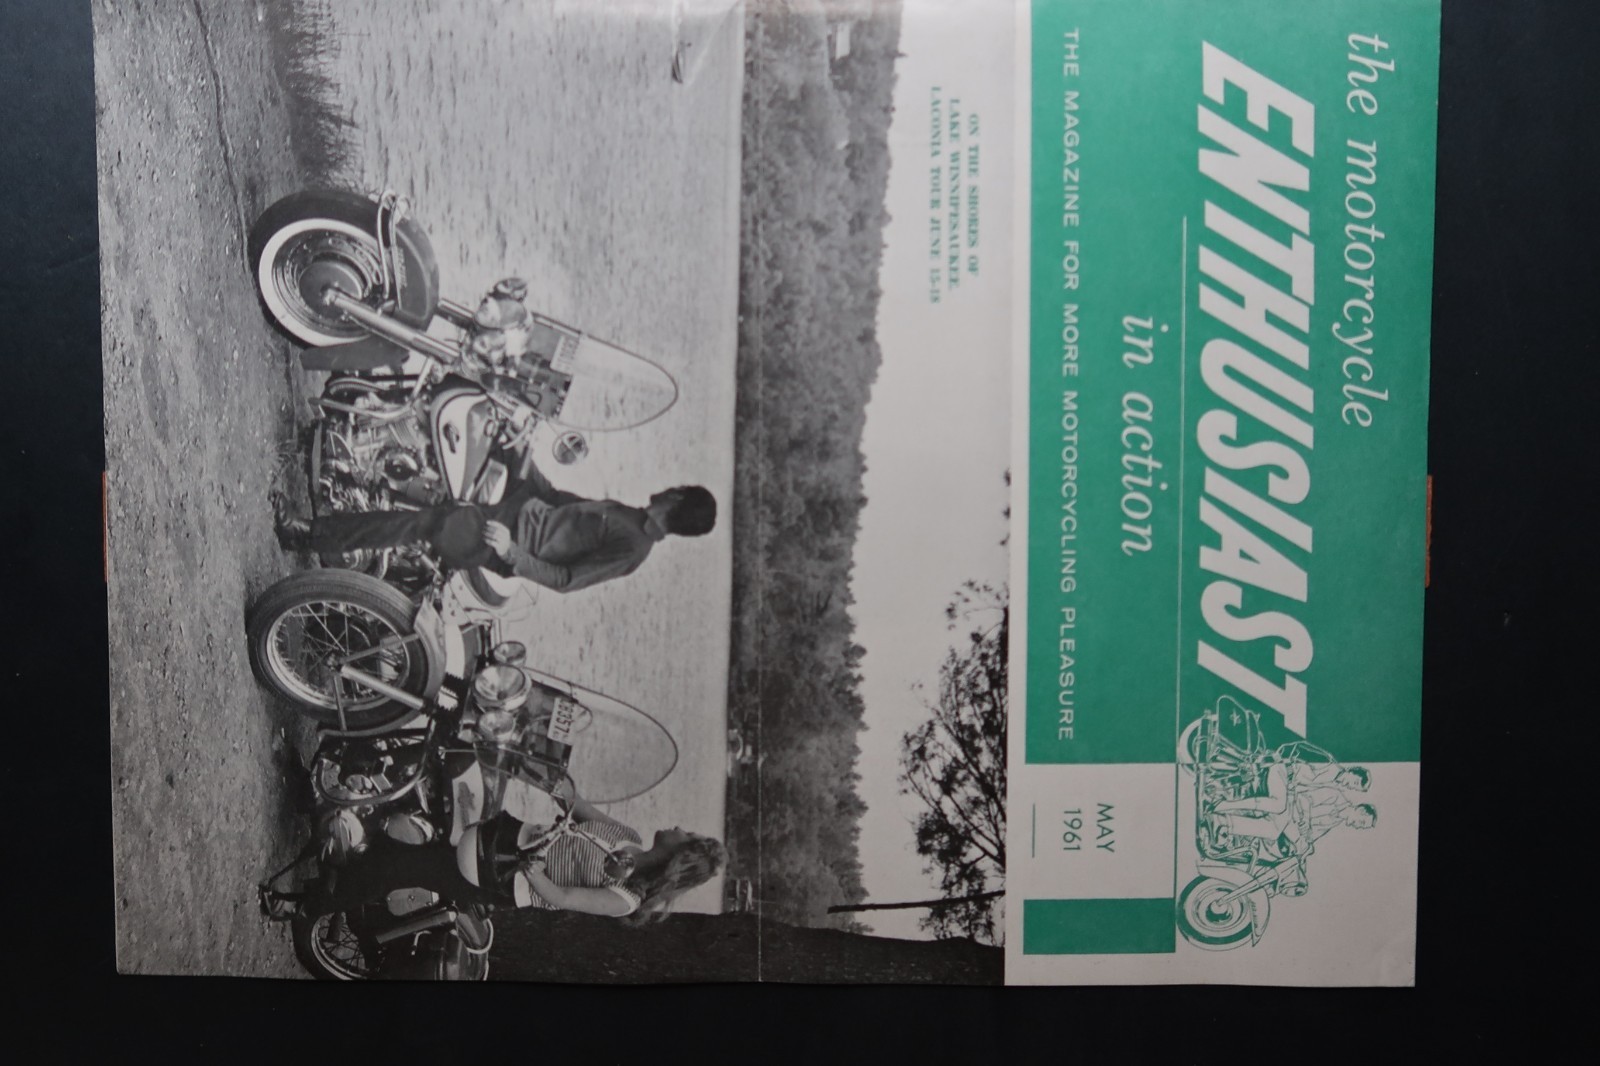 the motorcycle
ENTHUSIAST
in action
THE MAGAZINE FOR MORE MOTORCYCLING PLEASURE
MAY
1961
ON THE SHORES OF
LAKE WINNIPESAUKEE.
LACONIA TOUR JUNE 15-18